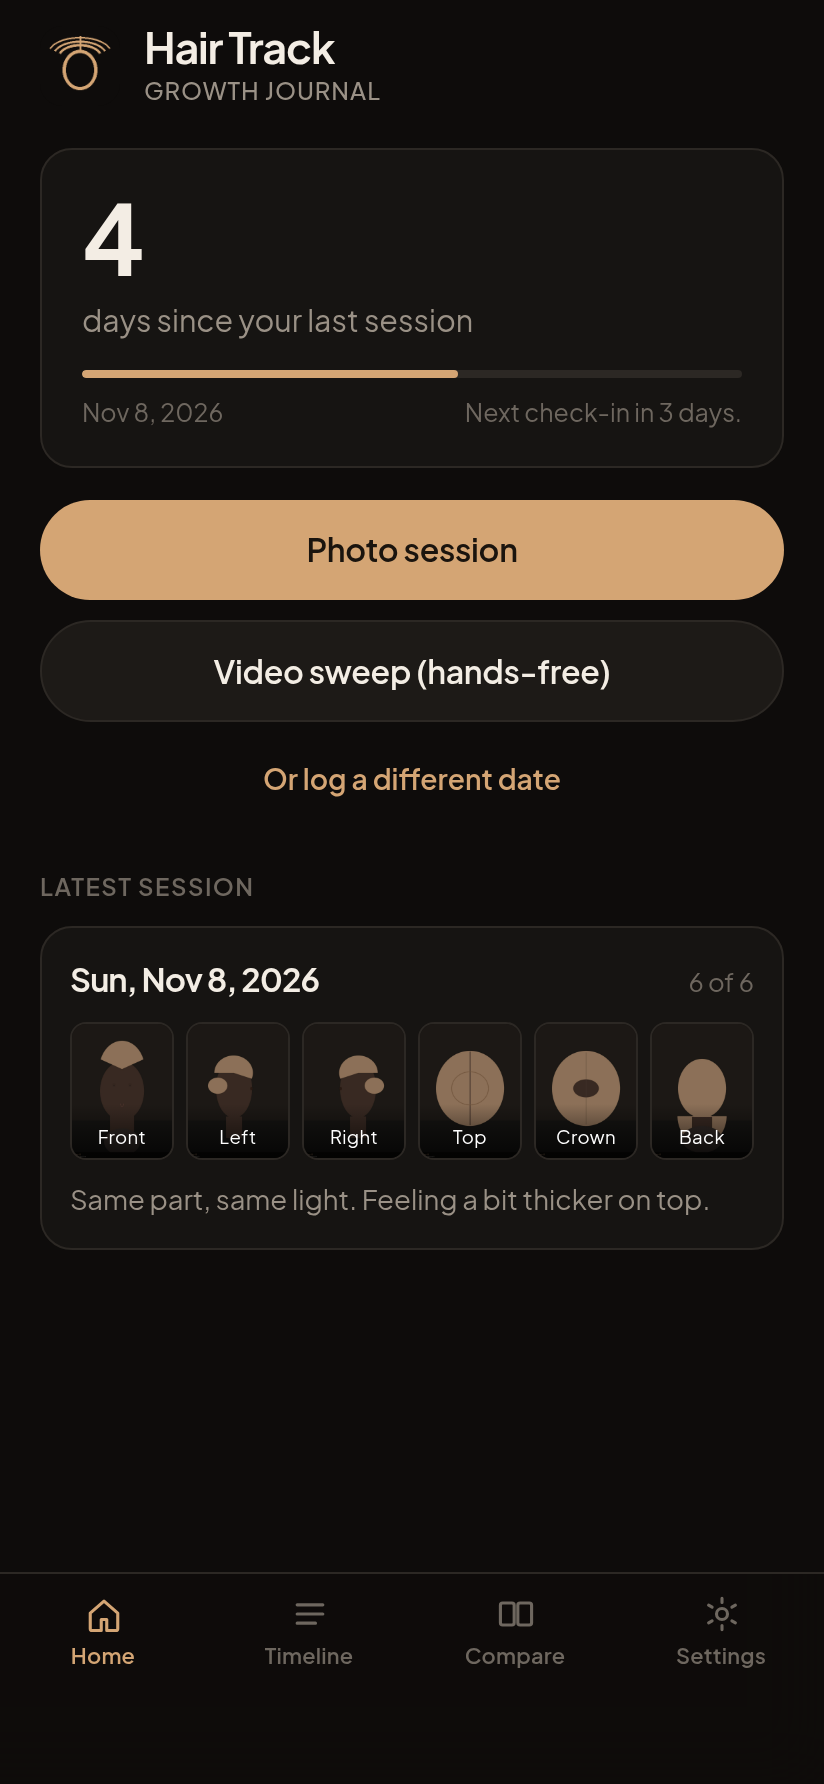 Hair Track
GROWTH JOURNAL
4
days since your last session
Nov 8, 2026
Next check-in in 3 days.
Photo session
Video sweep (hands-free)
Or log a different date
LATEST SESSION
Sun, Nov 8, 2026
6 of 6
Front
Left
Right
Top
Crown
Back
Same part, same light. Feeling a bit thicker on top.
Home
Timeline
Compare
Settings